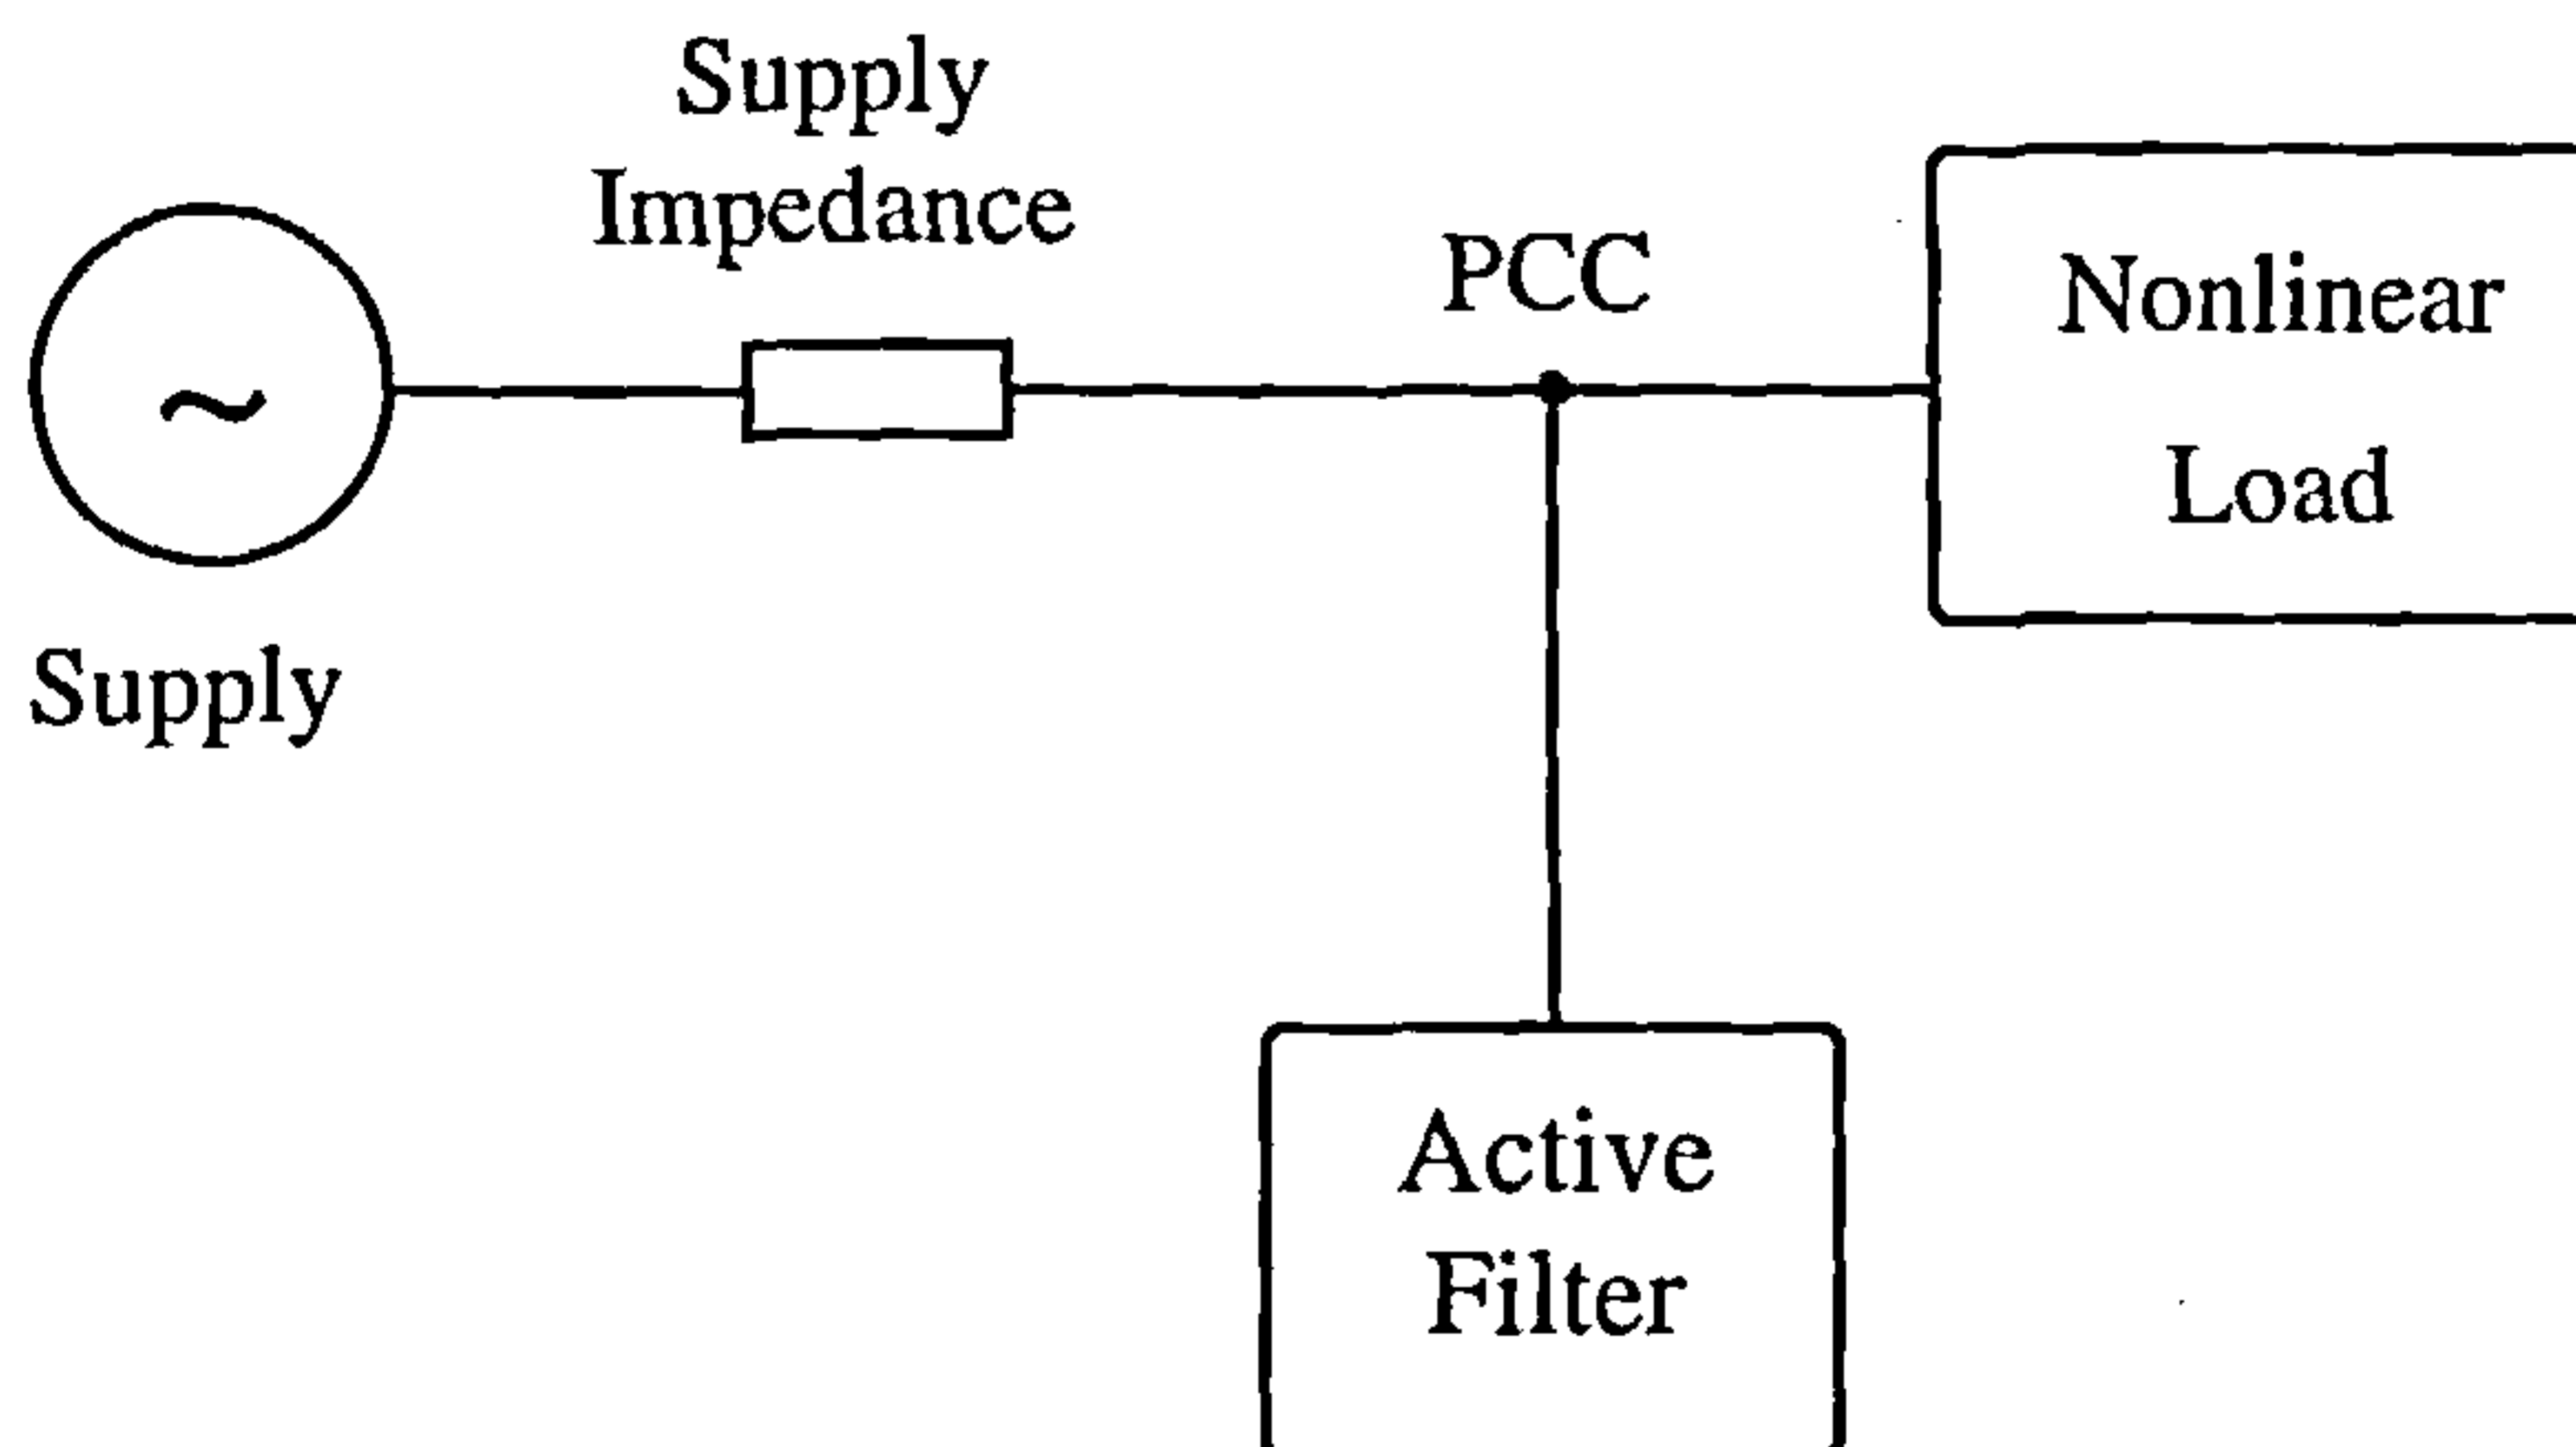 Supply
Impedance
PCC
Nonlinear
Load
~
Supply
Active
Filter